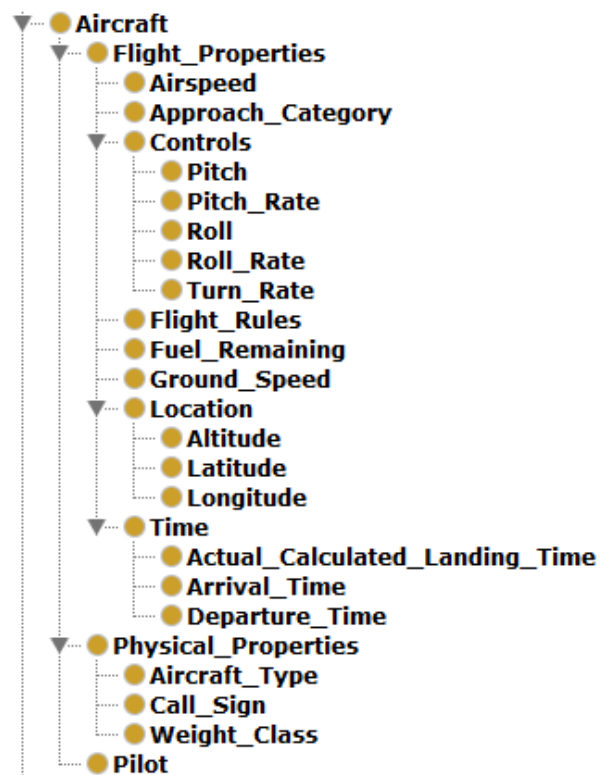 Aircraft
Flight_Properties
Airspeed
Approach_Category
Controls
Pitch
Pitch_Rate
Roll
Roll_Rate
Turn_Rate
Flight_Rules
Fuel_Remaining
Ground_Speed
Location
Altitude
Latitude
Longitude
Time
Actual_Calculated_Landing_Time
Arrival_Time
Departure_Time
Physical_Properties
Aircraft_Type
Call_Sign
Weight_Class
Pilot